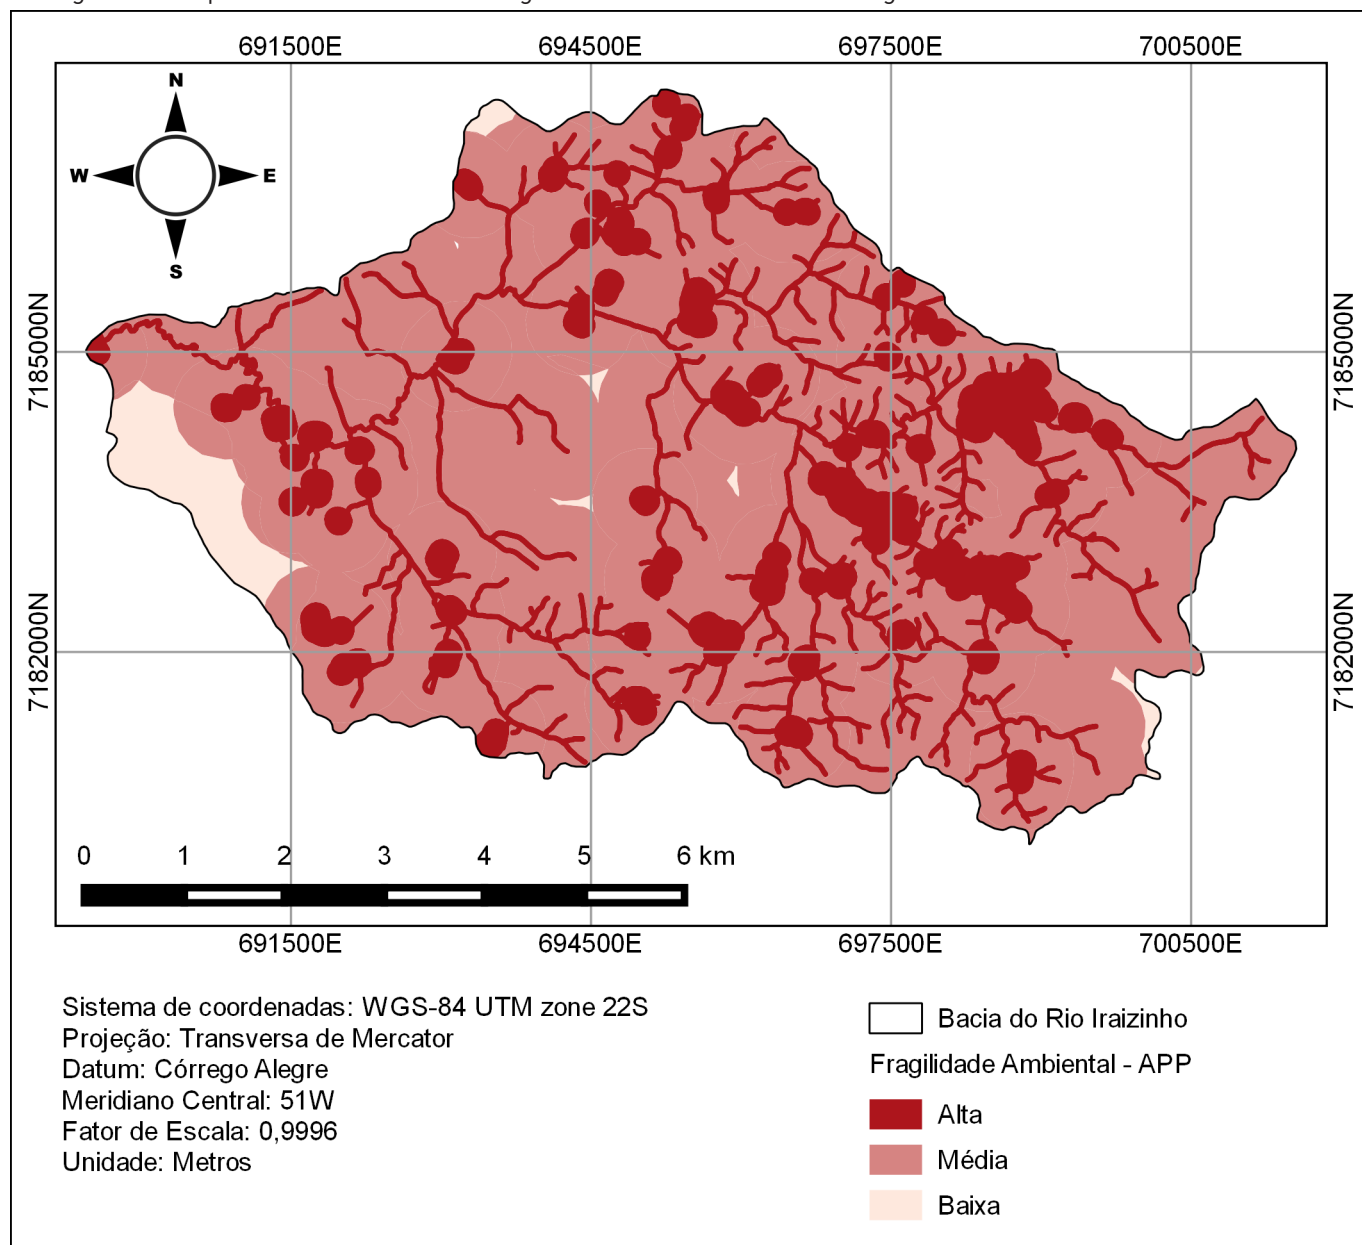 691500E 694500E 697500E 700500E
N
W E
S
7185000N 7185000N
7182000N 7182000N
0 1 2 3 4 5 6 km
691500E 694500E 697500E 700500E
Sistema de coordenadas: WGS-84 UTM zone 22S
Projeção: Transversa de Mercator
Datum: Córrego Alegre
Meridiano Central: 51W
Fator de Escala: 0,9996
Unidade: Metros
Bacia do Rio Iraizinho
Fragilidade Ambiental - APP
Alta
Média
Baixa